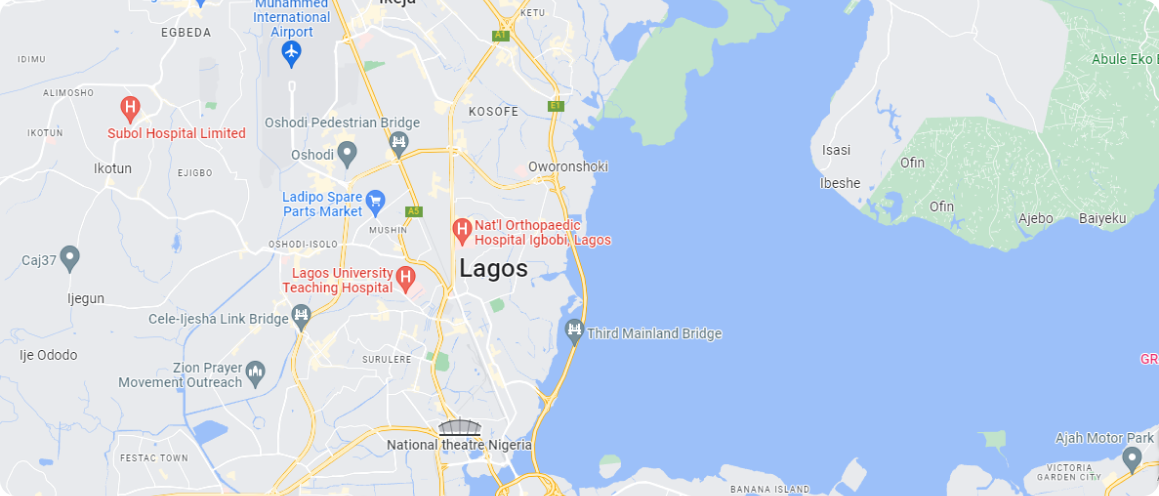 Ikeja
Muhammed
International
Airport
KETU
A1
EGBEDA
IDIMU
Abule Eko
ALIMOSHO
E1
KOSOFE
Subol Hospital Limited
Oshodi Pedestrian Bridge
IKOTUN
Isasi
Oshodi
Ofin
Ikotun
Oworonshoki
EJIGBO
Ibeshe
Ladipo Spare
Parts Market
Ofin
A5
Ajebo
Baiyeku
MUSHIN
Nat'l Orthopaedic
Hospital Igbobi, Lagos
OSHODI-ISOLO
Caj37
Lagos
Lagos University
Teaching Hospital
Ijegun
Cele-Ijesha Link Bridge
Third Mainland Bridge
Ije Ododo
SURULERE
GR
Zion Prayer
Movement Outreach
National theatre Nigeria
Ajah Motor Park
FESTAC TOWN
VICTORIA
GARDEN CITY
BANANA ISLAND